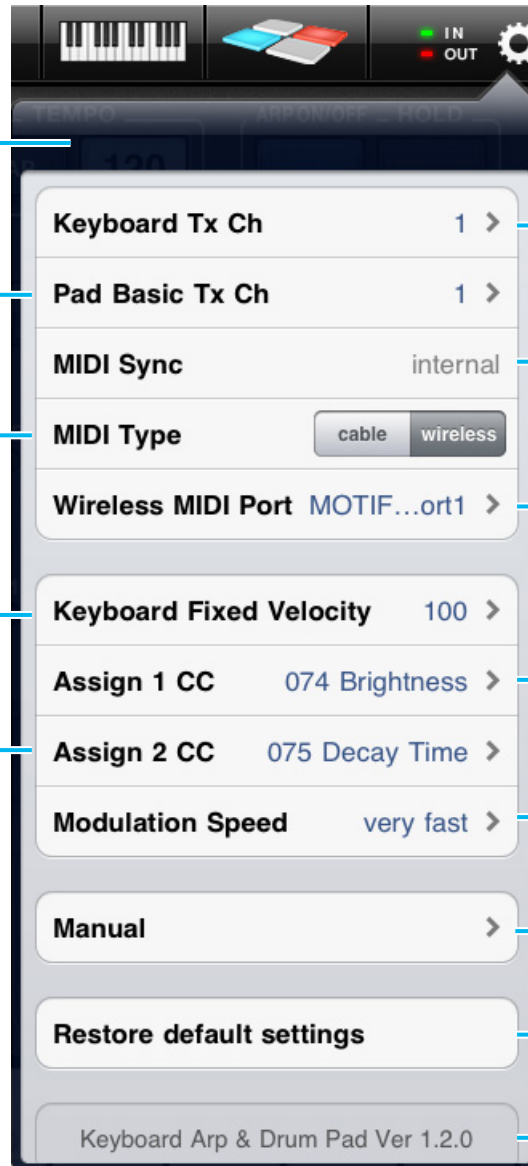 IN
OUT
TEMPO
ARP ON/OFF HOLD
120
Keyboard Tx Ch 1
Pad Basic Tx Ch 1
MIDI Sync internal
MIDI Type cable wireless
Wireless MIDI Port MOTIF…ort1
Keyboard Fixed Velocity 100
Assign 1 CC 074 Brightness
Assign 2 CC 075 Decay Time
Modulation Speed very fast
Manual
Restore default settings
Keyboard Arp & Drum Pad Ver 1.2.0